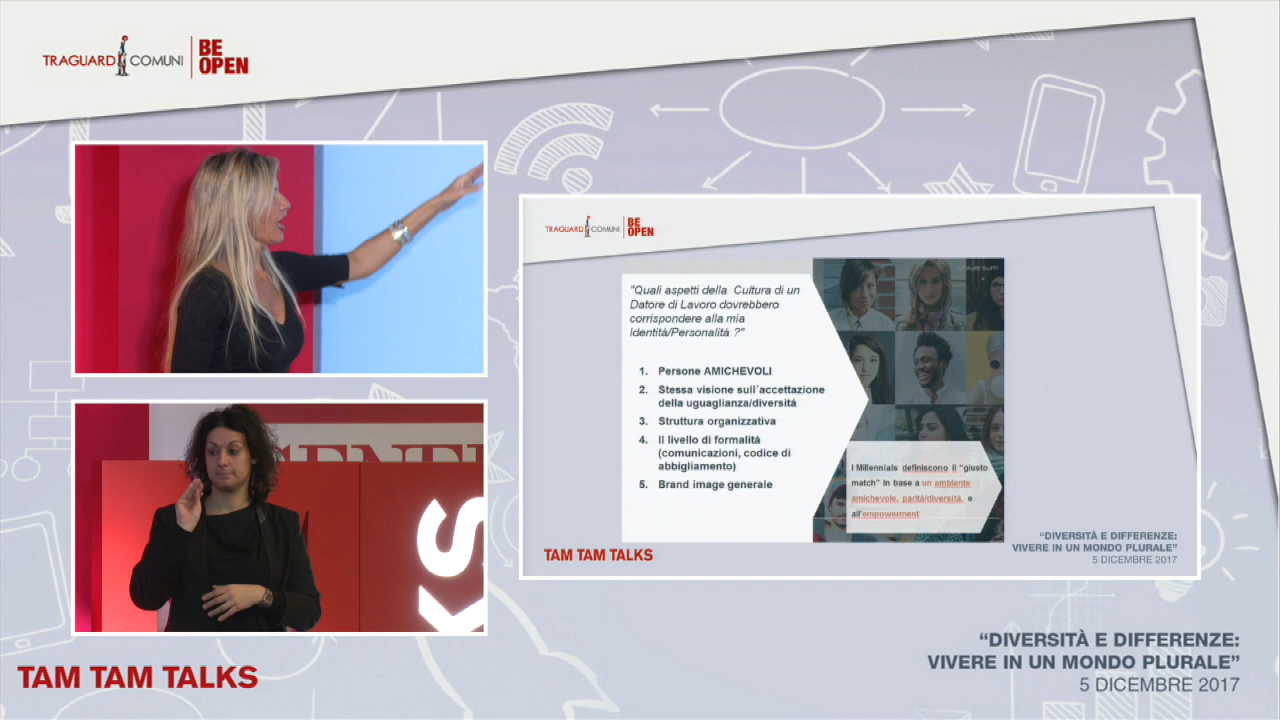 TRAGUARDI COMUNI
BE
OPEN
KS
TRAGUARDI COMUNI
BE
OPEN
universum
"Quali aspetti della Cultura di un
Datore di Lavoro dovrebbero
corrispondere alla mia
Identità/Personalità ?"
1. Persone AMICHEVOLI
2. Stessa visione sull´accettazione
della uguaglianza/diversità
3. Struttura organizzativa
4. Il livello di formalità
(comunicazioni, codice di
abbigliamento)
5. Brand image generale
I Millennials definiscono il "giusto
match" in base a un ambiente
amichevole, parità/diversità, e
all'empowerment
TAM TAM TALKS
“DIVERSITÀ E DIFFERENZE:
VIVERE IN UN MONDO PLURALE”
5 DICEMBRE 2017
TAM TAM TALKS
“DIVERSITÀ E DIFFERENZE:
VIVERE IN UN MONDO PLURALE”
5 DICEMBRE 2017